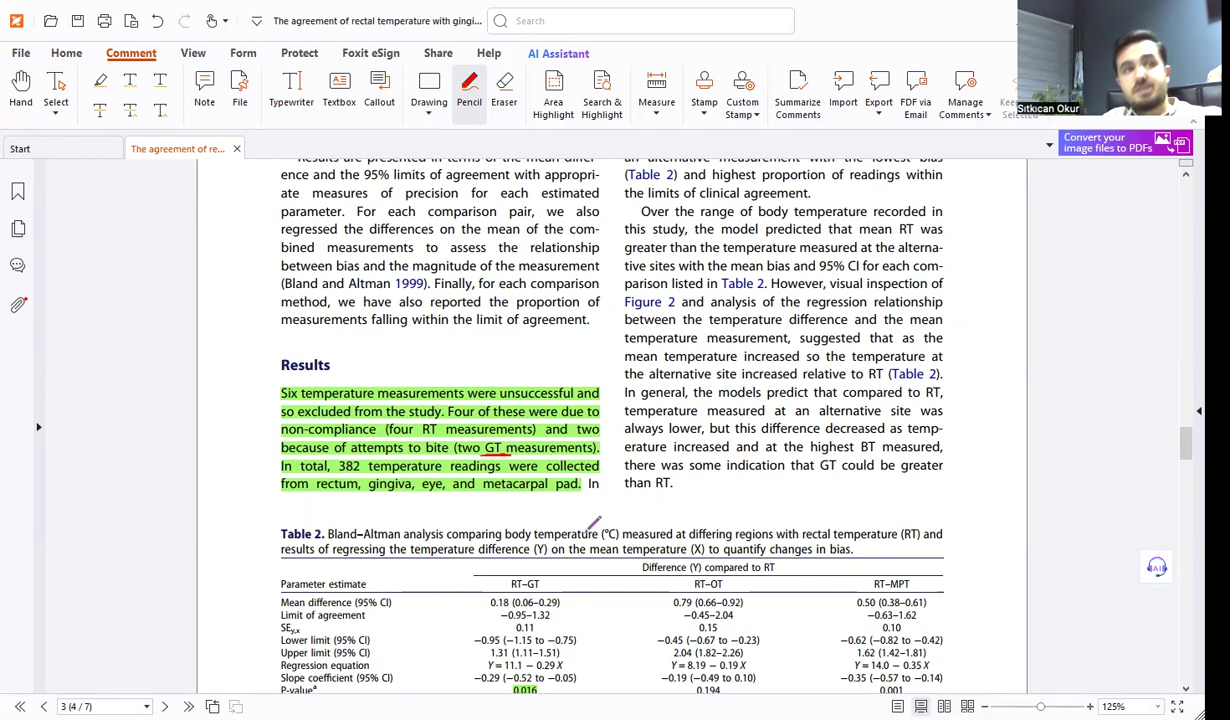 The agreement of rectal temperature with gingi...
Search
File Home Comment View Form Protect Foxit eSign Share Help AI Assistant
Hand Select Note File Typewriter Textbox Callout Drawing Pencil Eraser Area Highlight Search & Highlight Measure Stamp Custom Stamp Summarize Comments Import Export FDF via Email Manage Comments Keep Selected
Sıtkıcan Okur
Start
The agreement of re...
Convert your image files to PDFs
Results are presented in terms of the mean differ-
ence and the 95% limits of agreement with appropri-
ate measures of precision for each estimated
parameter. For each comparison pair, we also
regressed the differences on the mean of the com-
bined measurements to assess the relationship
between bias and the magnitude of the measurement
(Bland and Altman 1999). Finally, for each comparison
method, we have also reported the proportion of
measurements falling within the limit of agreement.
Results
Six temperature measurements were unsuccessful and
so excluded from the study. Four of these were due to
non-compliance (four RT measurements) and two
because of attempts to bite (two GT measurements).
In total, 382 temperature readings were collected
from rectum, gingiva, eye, and metacarpal pad. In
an alternative measurement with the lowest bias
(Table 2) and highest proportion of readings within
the limits of clinical agreement.
Over the range of body temperature recorded in
this study, the model predicted that mean RT was
greater than the temperature measured at the alterna-
tive sites with the mean bias and 95% CI for each com-
parison listed in Table 2. However, visual inspection of
Figure 2 and analysis of the regression relationship
between the temperature difference and the mean
temperature measurement, suggested that as the
mean temperature increased so the temperature at
the alternative site increased relative to RT (Table 2).
In general, the models predict that compared to RT,
temperature measured at an alternative site was
always lower, but this difference decreased as temp-
erature increased and at the highest BT measured,
there was some indication that GT could be greater
than RT.
Table 2. Bland–Altman analysis comparing body temperature (°C) measured at differing regions with rectal temperature (RT) and
results of regressing the temperature difference (Y) on the mean temperature (X) to quantify changes in bias.
Difference (Y) compared to RT
Parameter estimate RT–GT RT–OT RT–MPT
Mean difference (95% CI) 0.18 (0.06–0.29) 0.79 (0.66–0.92) 0.50 (0.38–0.61)
Limit of agreement −0.95–1.32 −0.45–2.04 −0.63–1.62
SEy,x 0.11 0.15 0.10
Lower limit (95% CI) −0.95 (−1.15 to −0.75) −0.45 (−0.67 to −0.23) −0.62 (−0.82 to −0.42)
Upper limit (95% CI) 1.31 (1.11–1.51) 2.04 (1.82–2.26) 1.62 (1.42–1.81)
Regression equation Y = 11.1 − 0.29 X Y = 8.19 − 0.19 X Y = 14.0 − 0.35 X
Slope coefficient (95% CI) −0.29 (−0.52 to −0.05) −0.19 (−0.49 to 0.10) −0.35 (−0.57 to −0.14)
P-valueª 0.016 0.194 0.001
3 (4 / 7)
125%